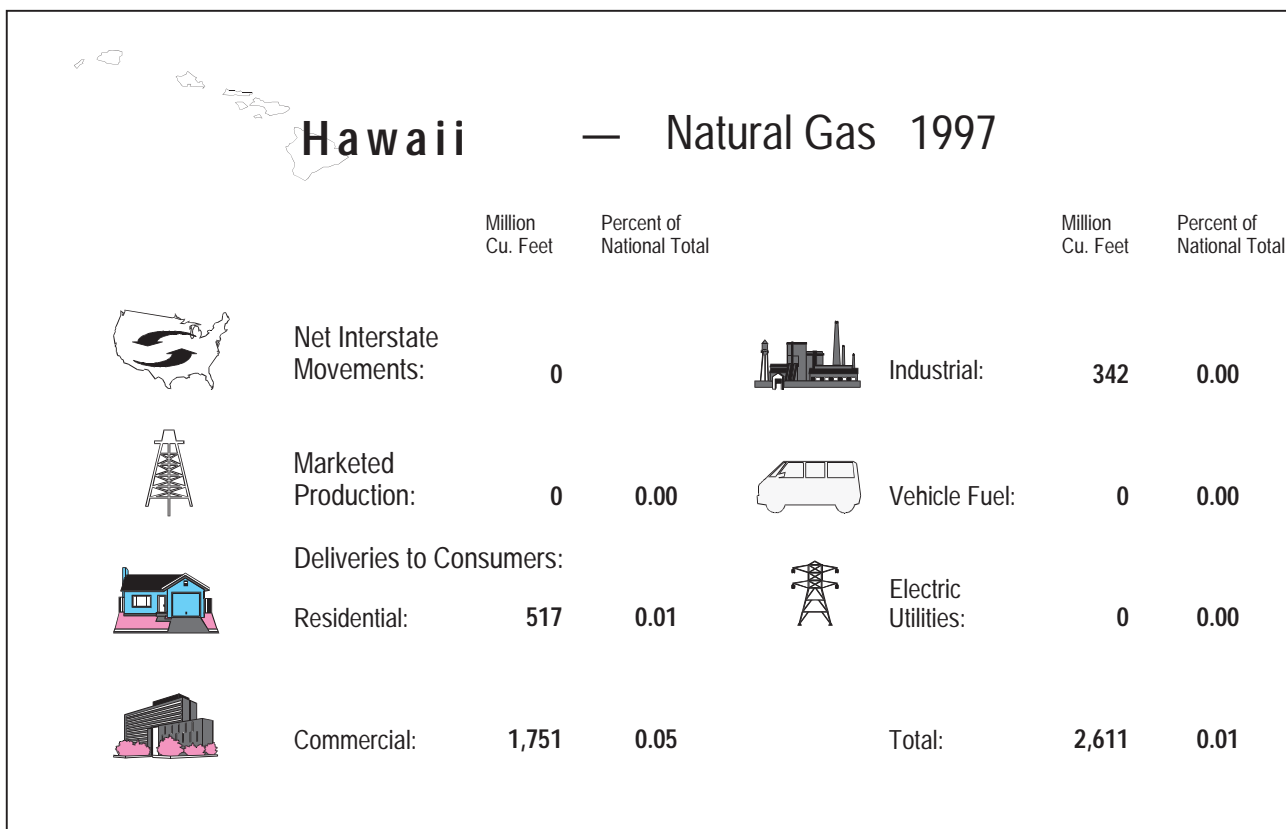 Hawaii — Natural Gas 1997
Million Percent of Million Percent of
Cu. Feet National Total Cu. Feet National Total
Net Interstate
Movements: 0
Industrial: 342 0.00
Marketed
Production: 0 0.00
Vehicle Fuel: 0 0.00
Deliveries to Consumers:
Residential: 517 0.01
Electric
Utilities: 0 0.00
Commercial: 1,751 0.05
Total: 2,611 0.01